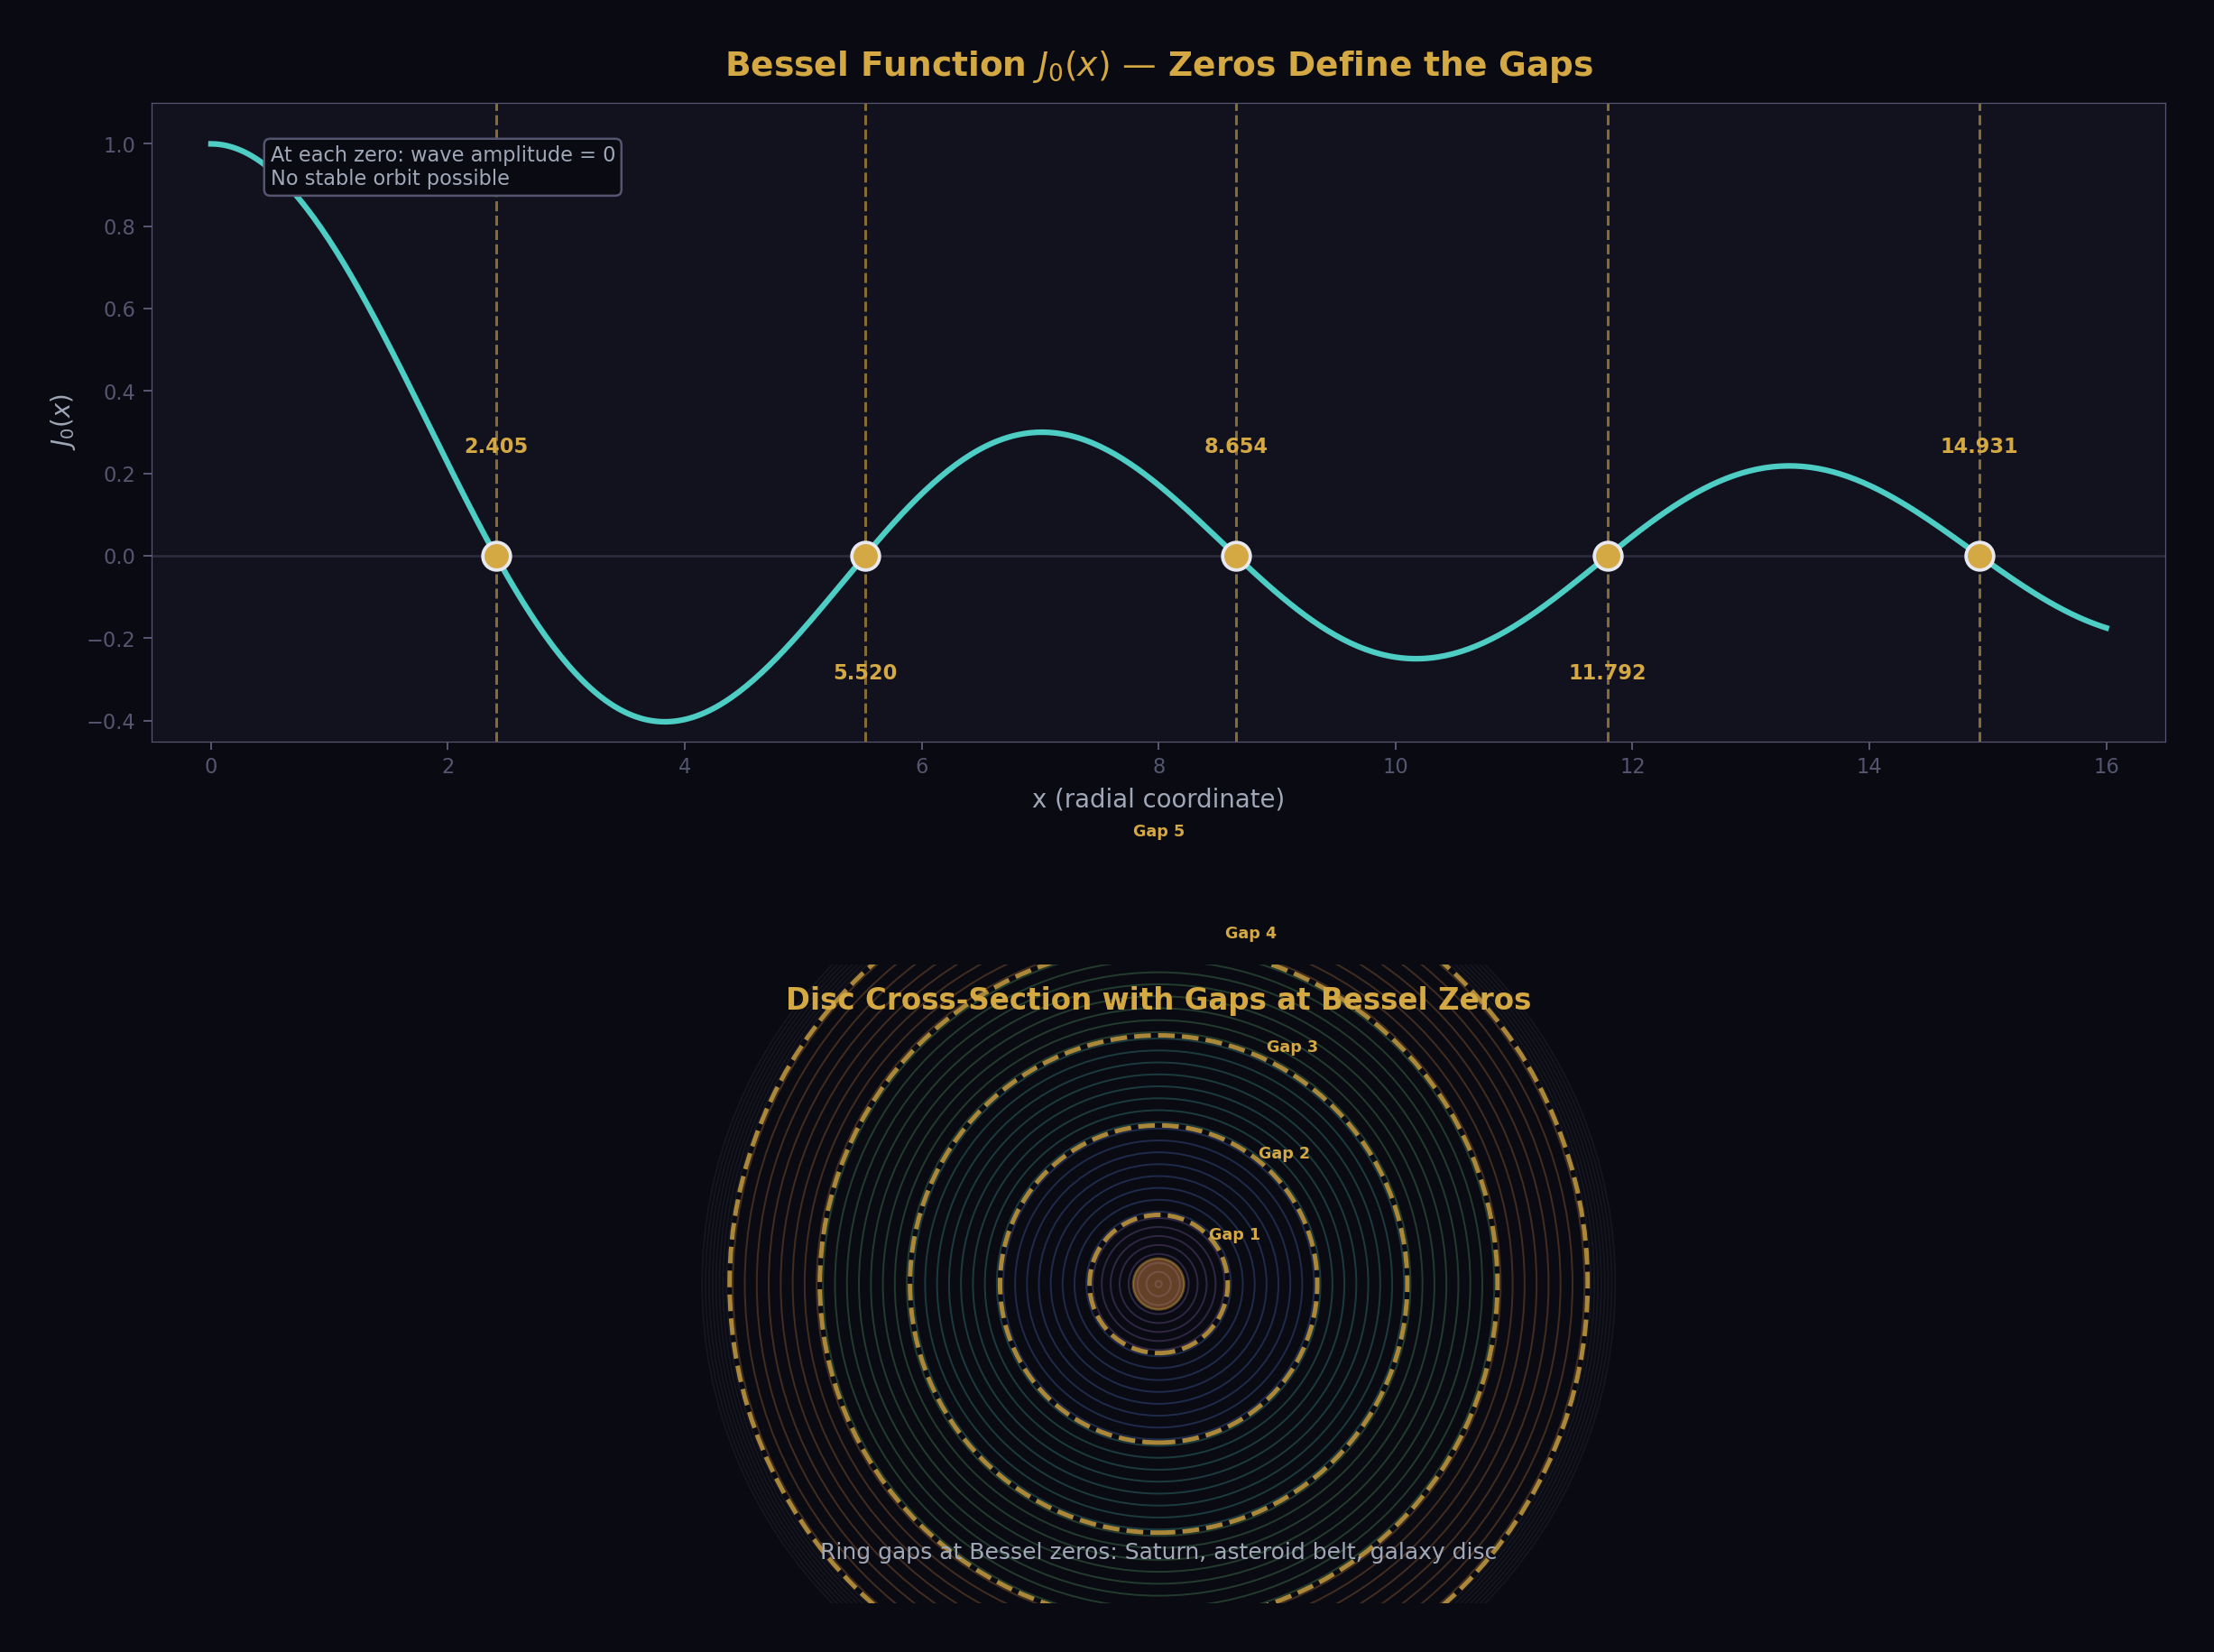 Bessel Function J₀(x) — Zeros Define the Gaps
At each zero: wave amplitude = 0
No stable orbit possible
J₀(x)
1.0
0.8
0.6
0.4
0.2
0.0
−0.2
−0.4
2.405
5.520
8.654
11.792
14.931
0 2 4 6 8 10 12 14 16
x (radial coordinate)
Gap 5
Gap 4
Disc Cross-Section with Gaps at Bessel Zeros
Gap 3
Gap 2
Gap 1
Ring gaps at Bessel zeros: Saturn, asteroid belt, galaxy disc